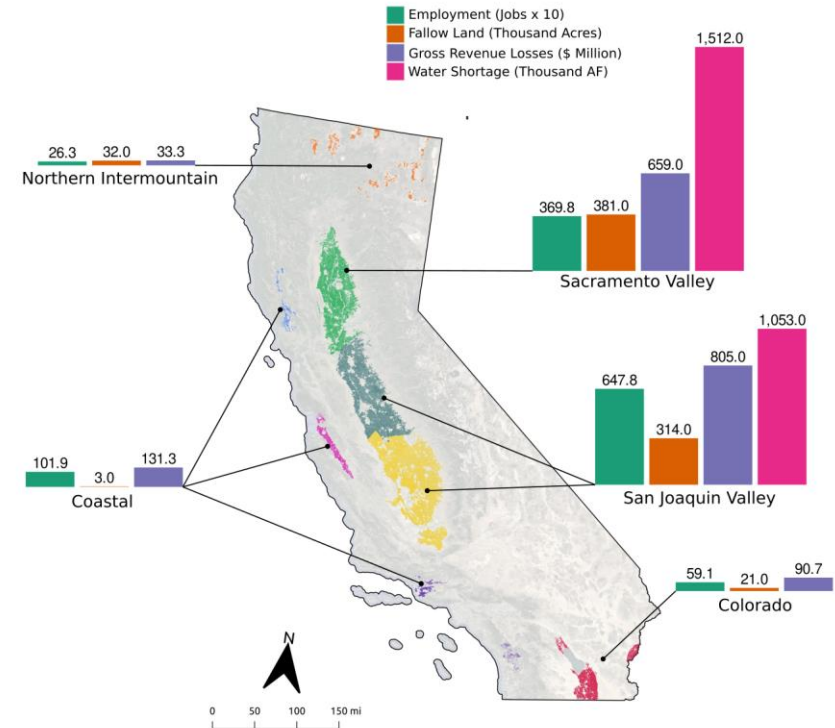 Employment (Jobs x 10)
Fallow Land (Thousand Acres)
Gross Revenue Losses ($ Million)
Water Shortage (Thousand AF)
26.3 32.0 33.3
Northern Intermountain
369.8 381.0 659.0 1,512.0
Sacramento Valley
647.8 314.0 805.0 1,053.0
San Joaquin Valley
101.9 3.0 131.3
Coastal
59.1 21.0 90.7
Colorado
N
0 50 100 150 mi